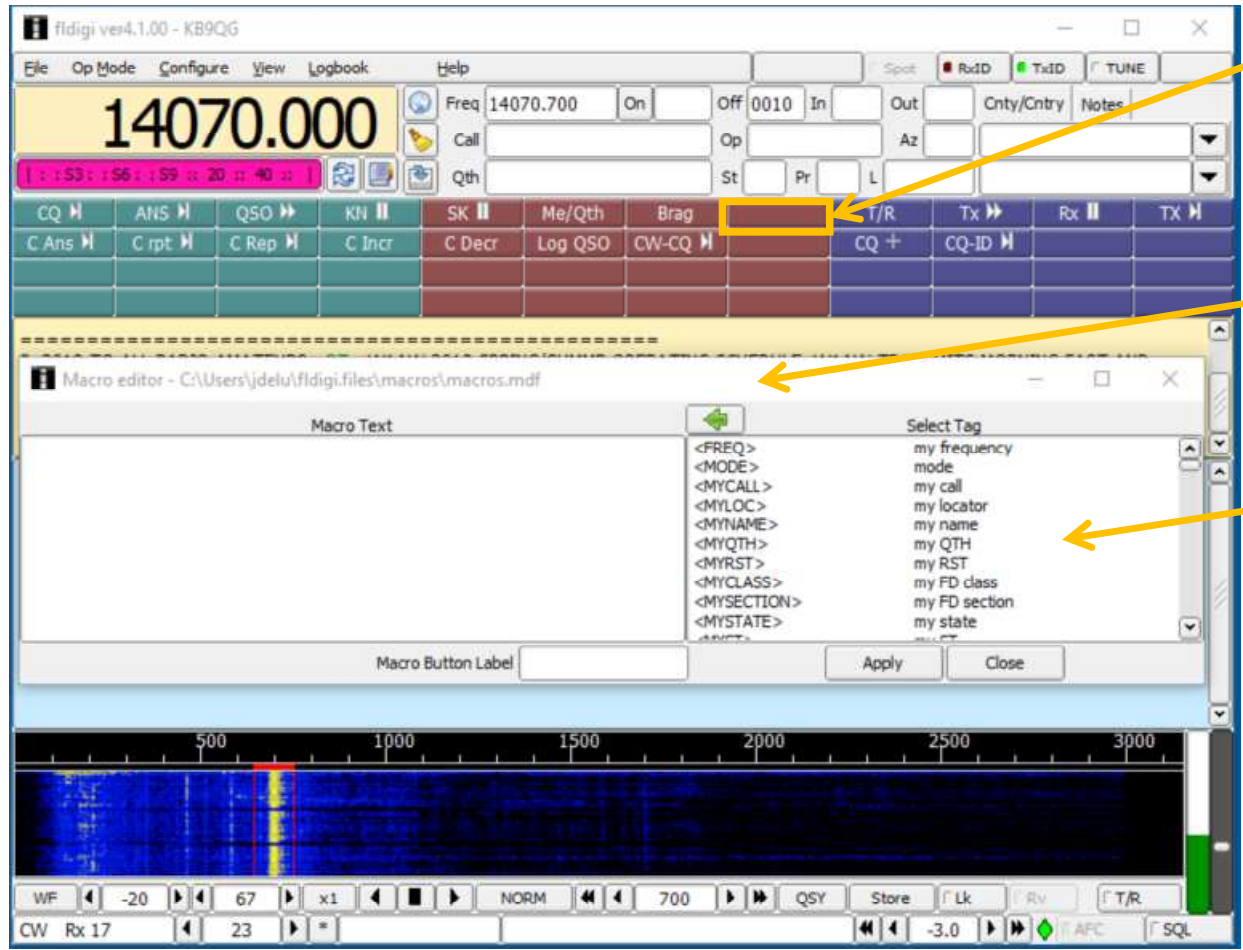 fldigi ver4.1.00 - KB9QG
File Op Mode Configure View Logbook Help Spot RxID TxID TUNE
14070.000 Freq 14070.700 On Off 0010 In Out Cnty/Cntry Notes
Call Op Az
S3 S6 S9 20 40 Qth St Pr L
CQ ANS QSO KN SK Me/Qth Brag T/R Tx Rx TX
C Ans C rpt C Rep C Incr C Decr Log QSO CW-CQ CQ + CQ-ID
Macro editor - C:\Users\jdelu\fldigi.files\macros\macros.mdf
Macro Text Select Tag
<FREQ> my frequency
<MODE> mode
<MYCALL> my call
<MYLOC> my locator
<MYNAME> my name
<MYQTH> my QTH
<MYRST> my RST
<MYCLASS> my FD class
<MYSECTION> my FD section
<MYSTATE> my state
Macro Button Label Apply Close
500 1000 1500 2000 2500 3000
WF -20 67 x1 NORM 700 QSY Store Lk Rv T/R
CW Rx 17 23 * -3.0 AFC SQL